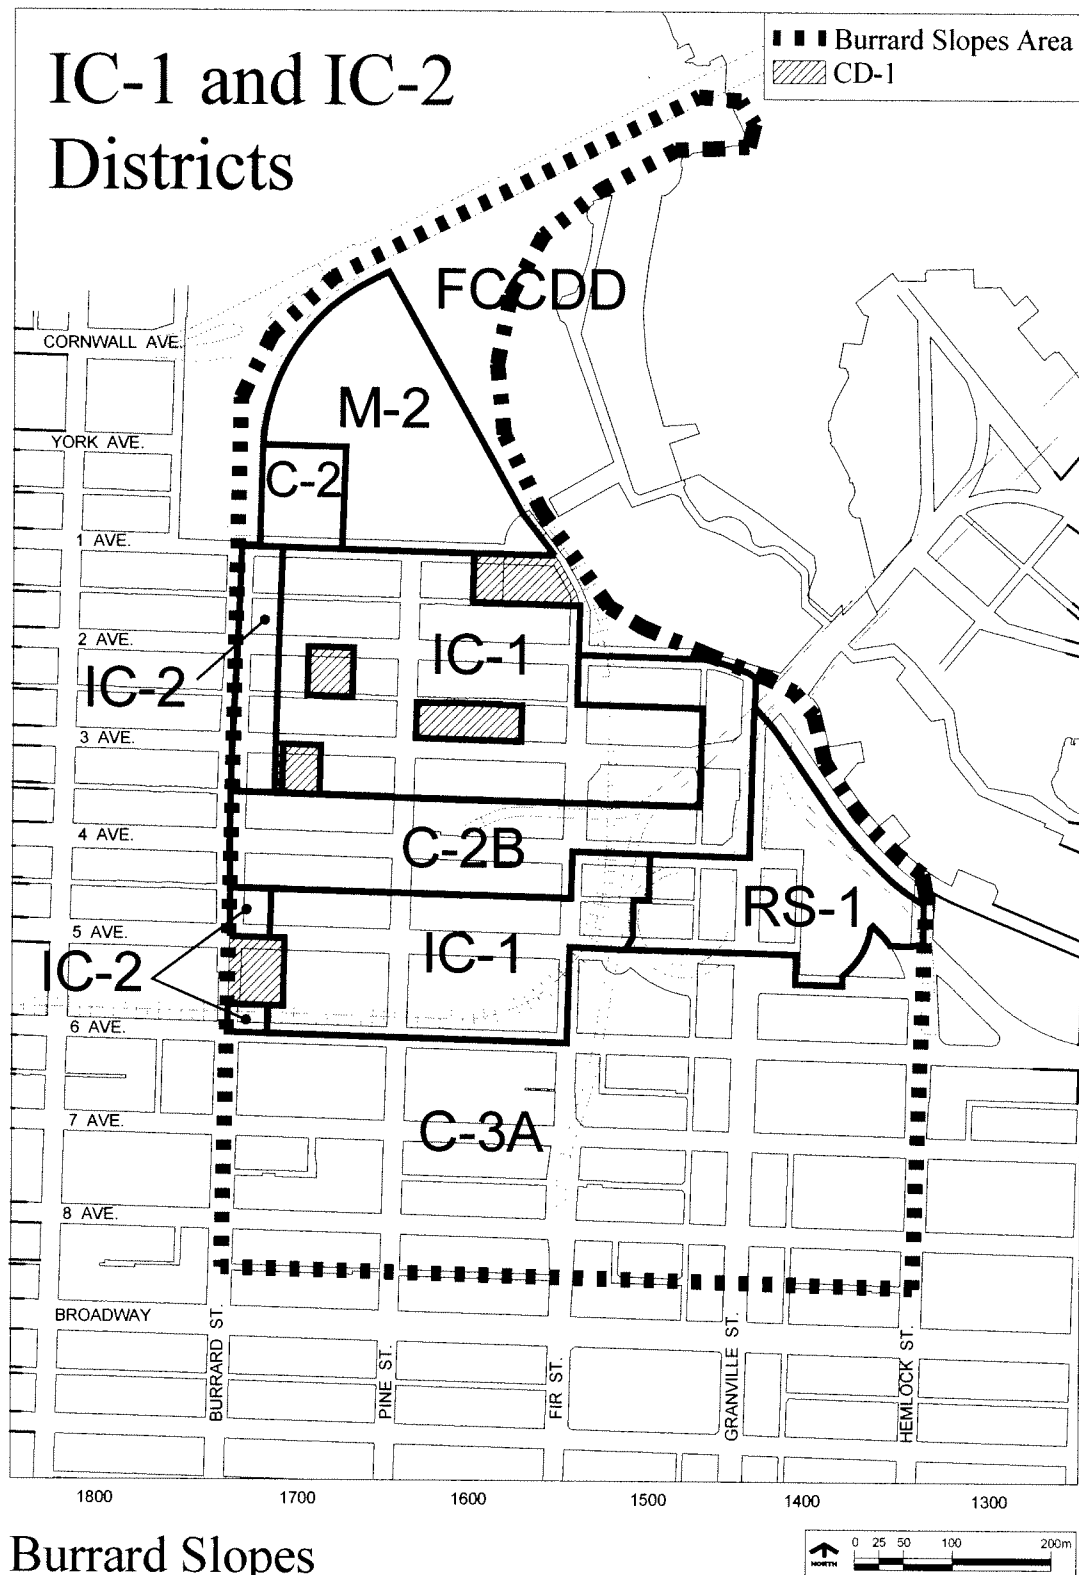 IC-1 and IC-2
Districts
Burrard Slopes Area
CD-1
FCCDD
CORNWALL AVE.
M-2
YORK AVE.
C-2
1 AVE.
2 AVE.
IC-1
IC-2
3 AVE.
4 AVE.
C-2B
RS-1
5 AVE.
IC-1
IC-2
6 AVE.
7 AVE.
C-3A
8 AVE.
BROADWAY
BURRARD ST.
PINE ST.
FIR ST.
GRANVILLE ST.
HEMLOCK ST.
1800 1700 1600 1500 1400 1300
Burrard Slopes
NORTH
0 25 50 100 200m